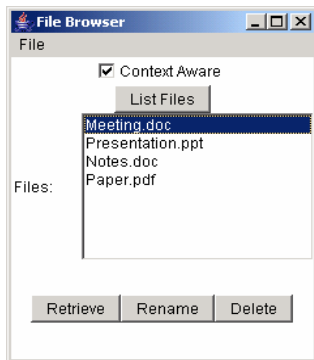 File Browser
File
Context Aware
List Files
Meeting.doc
Presentation.ppt
Notes.doc
Paper.pdf
Files:
Retrieve Rename Delete